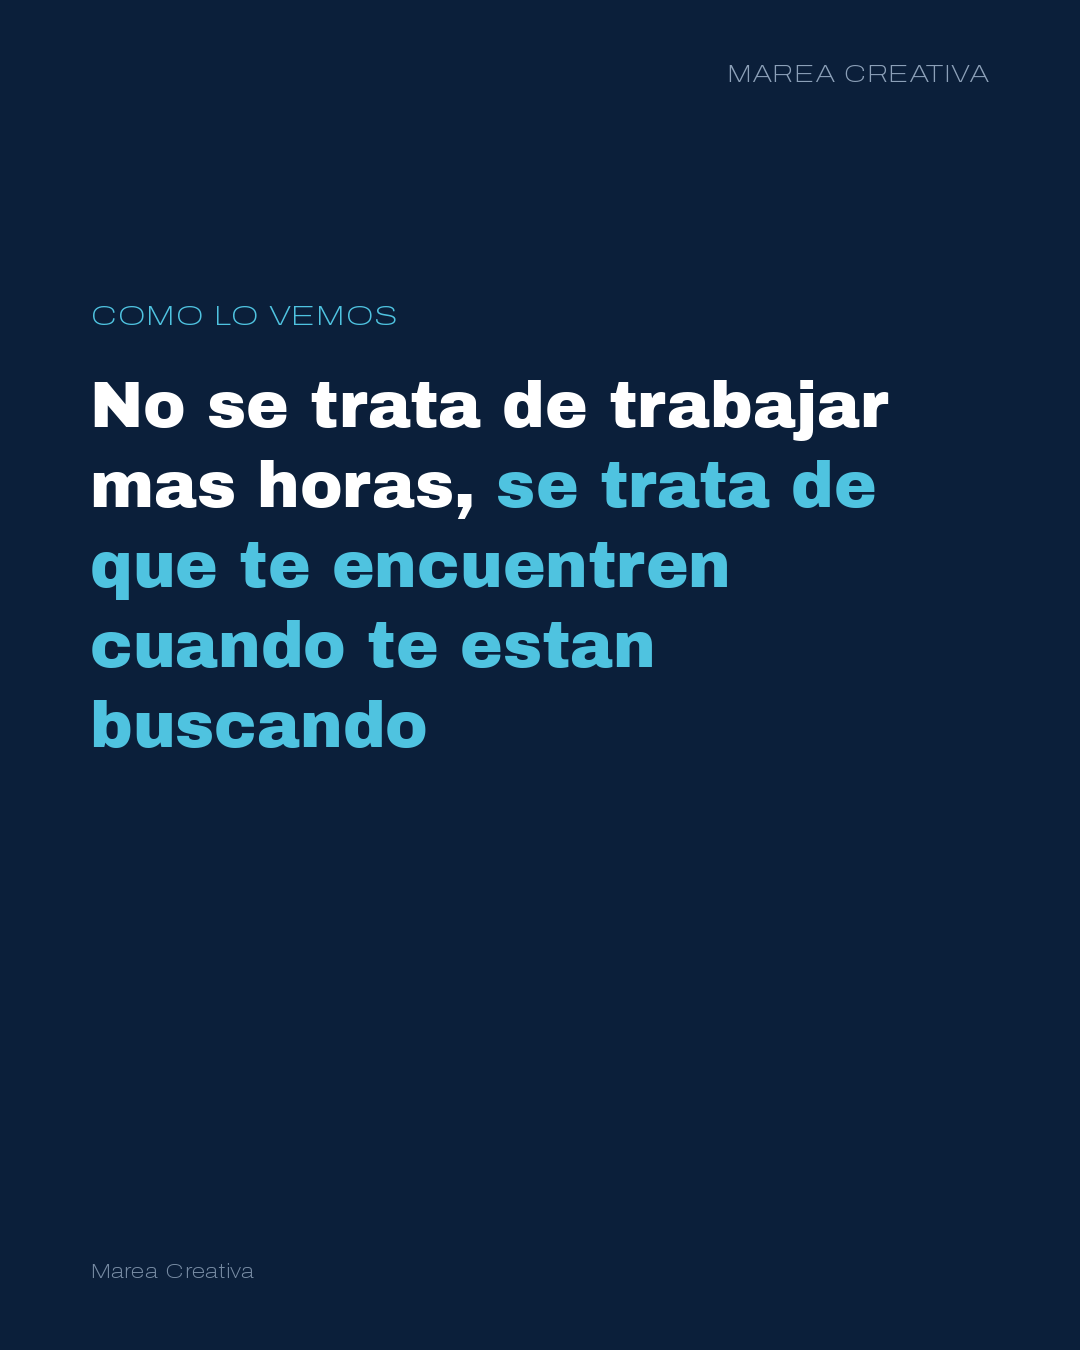 MAREA CREATIVA
COMO LO VEMOS
No se trata de trabajar
mas horas, se trata de
que te encuentren
cuando te estan
buscando
Marea Creativa